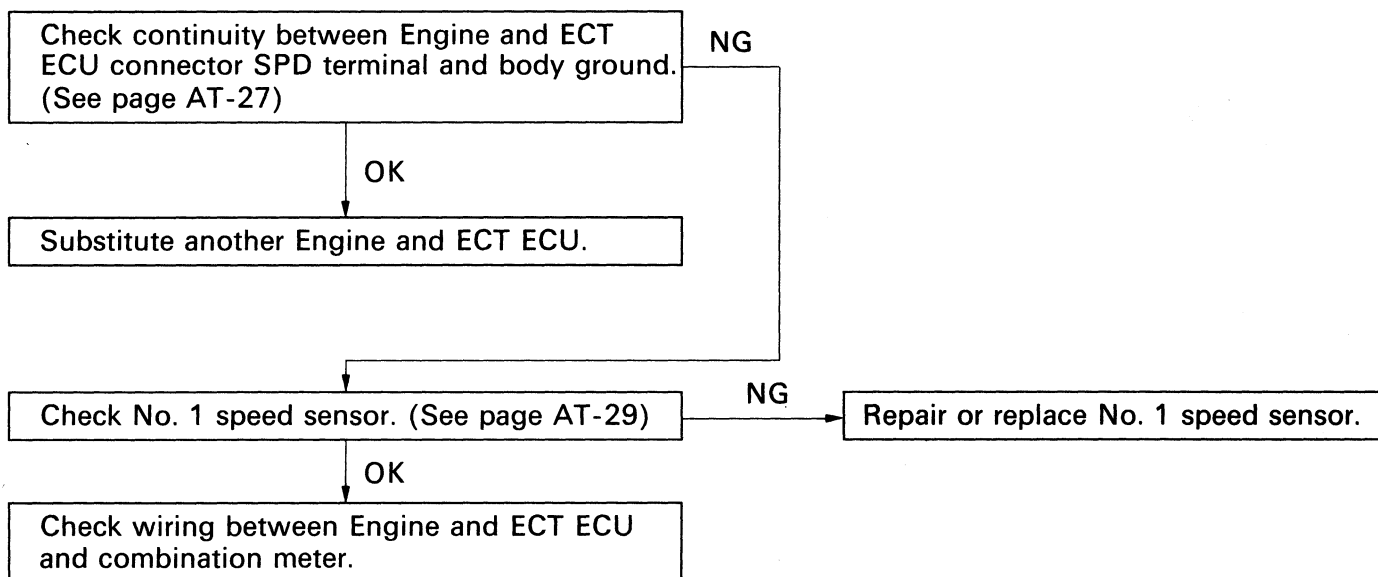 Check continuity between Engine and ECT
ECU connector SPD terminal and body ground.
(See page AT-27)
NG
OK
Substitute another Engine and ECT ECU.
Check No. 1 speed sensor. (See page AT-29)
NG
Repair or replace No. 1 speed sensor.
OK
Check wiring between Engine and ECT ECU
and combination meter.